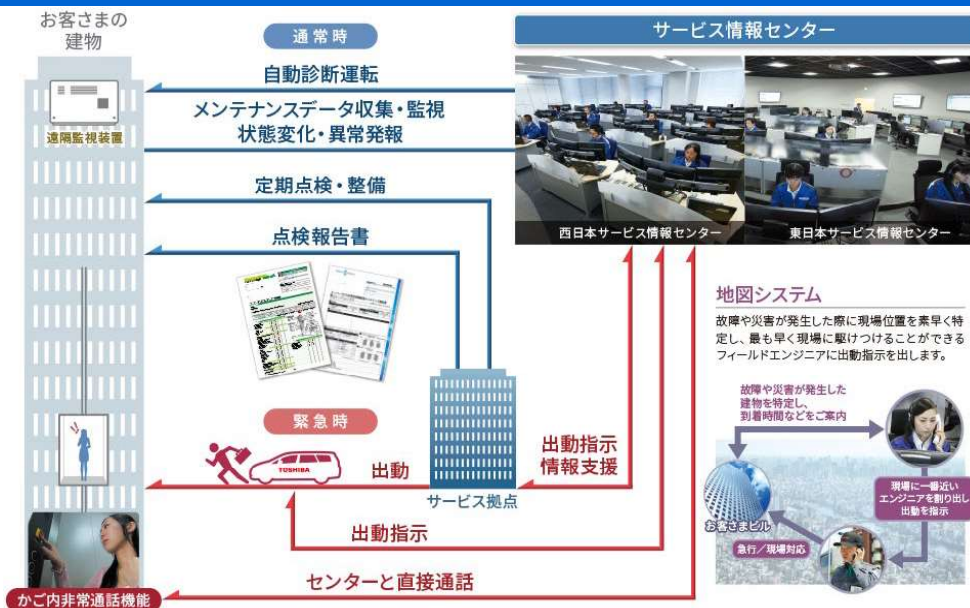 お客さまの
建物
通常時
サービス情報センター
自動診断運転
メンテナンスデータ収集・監視
状態変化・異常発報
遠隔監視装置
定期点検・整備
点検報告書
西日本サービス情報センター
東日本サービス情報センター
地図システム
故障や災害が発生した際に現場位置を素早く特
定し、最も早く現場に駆けつけることができる
フィールドエンジニアに出動指示を出します。
故障や災害が発生した
建物を特定し、
到着時間などをご案内
緊急時
TOSHIBA
出動
サービス拠点
出動指示
情報支援
出動指示
現場に一番近い
エンジニアを割り出し
出動を指示
お客さまビル
急行／現場対応
センターと直接通話
かご内非常通話機能